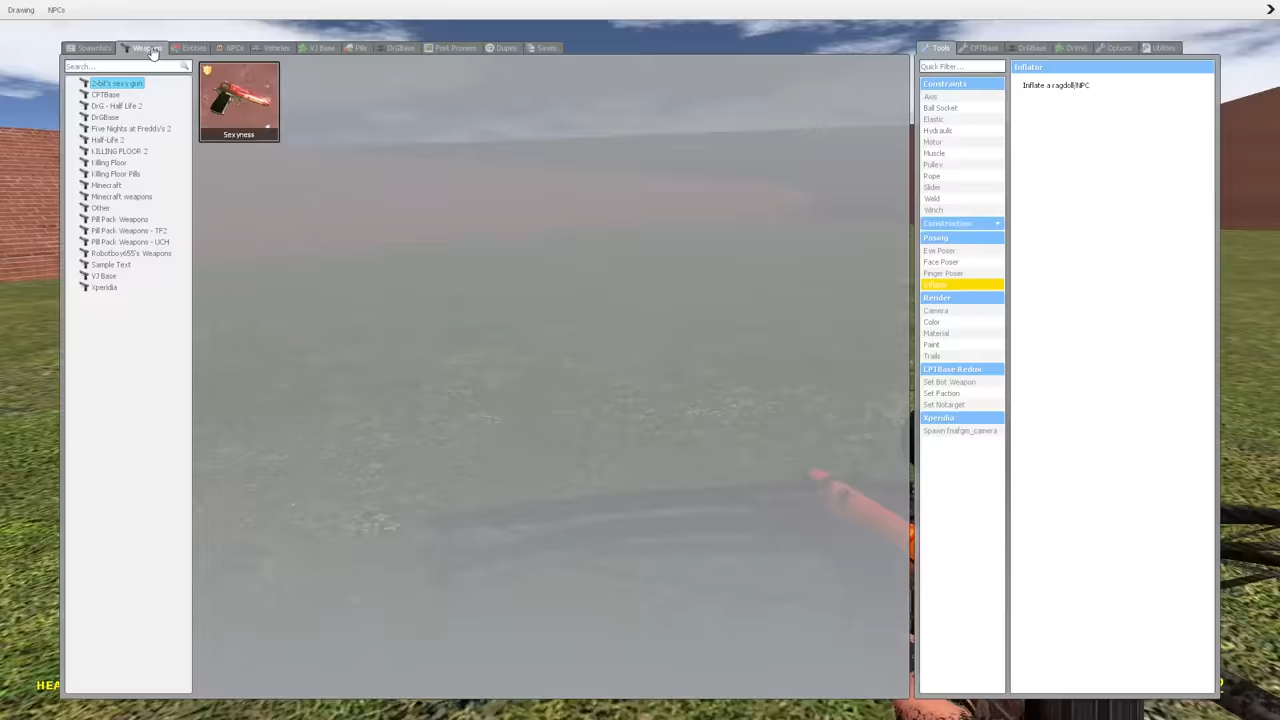 Drawing NPCs
Spawnlists Weapons Entities NPCs Vehicles VJ Base Pile DrGBase Post Process Dupes Saves
Search...
2-bit's sexy gun
CPTBase
DrG - Half Life 2
DrGBase
Five Nights at Freddy's 2
Half-Life 2
KILLING FLOOR 2
Killing Floor
Killing Floor Pills
Minecraft
Minecraft weapons
Other
Pill Pack Weapons
Pill Pack Weapons - TF2
Pill Pack Weapons - UCH
Robotboy655's Weapons
Sample Text
VJ Base
Xperidia
Sexyness
HEA
Tools CPTBase DrGBase Options Utilities
Quick Filter...
Constraints
Axis
Ball Socket
Elastic
Hydraulic
Motor
Muscle
Pulley
Rope
Slider
Weld
Winch
Construction
Posing
Eye Poser
Face Poser
Finger Poser
Inflator
Render
Camera
Color
Material
Paint
Trails
CPTBase Redux
Set Bot Weapon
Set Faction
Set Notarget
Xperidia
Spawn fnafgm_camera
Inflator
Inflate a ragdoll/NPC